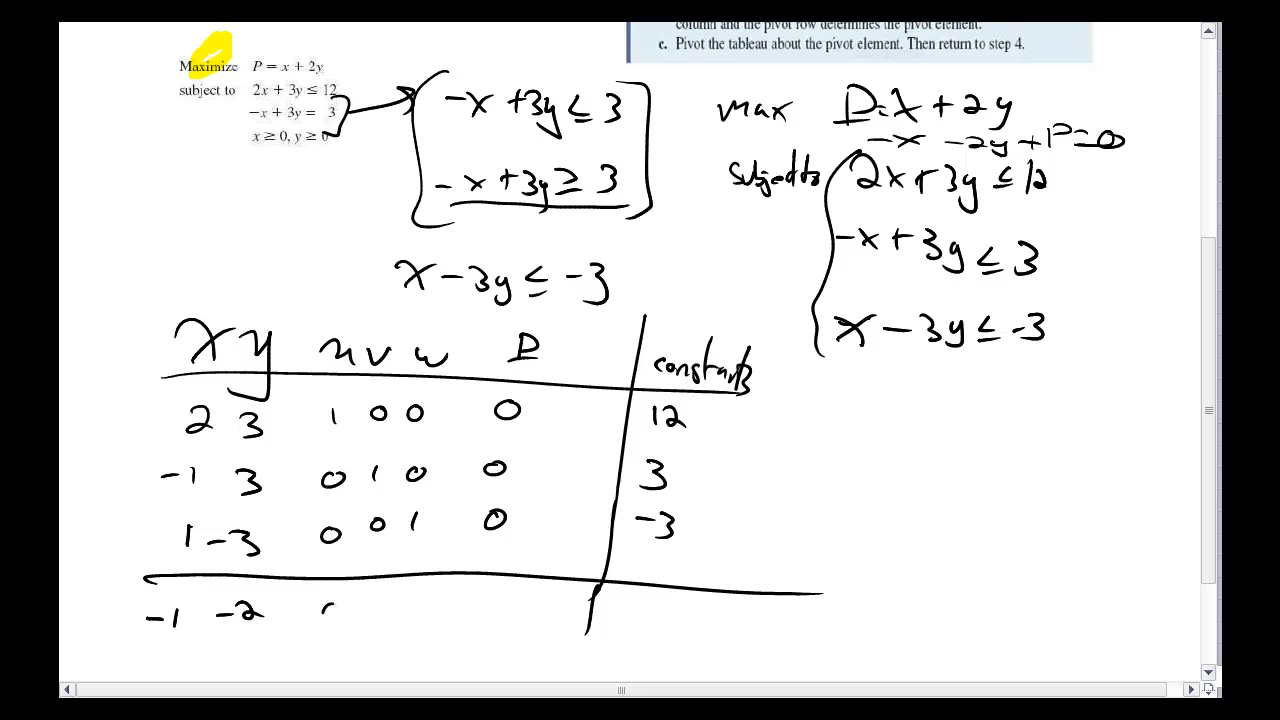 column and the pivot row determines the pivot element.
c. Pivot the tableau about the pivot element. Then return to step 4.
Maximize P = x + 2y
subject to 2x + 3y ≤ 12
−x + 3y = 3
x ≥ 0, y ≥ 0
-x + 3y ≤ 3
-x + 3y ≥ 3
x - 3y ≤ -3
max P=x + 2y
-x -2y + P=0
subject to 2x + 3y ≤ 12
-x + 3y ≤ 3
x - 3y ≤ -3
x y u v w P constants
2 3 1 0 0 0 12
-1 3 0 1 0 0 3
1 -3 0 0 1 0 -3
-1 -2